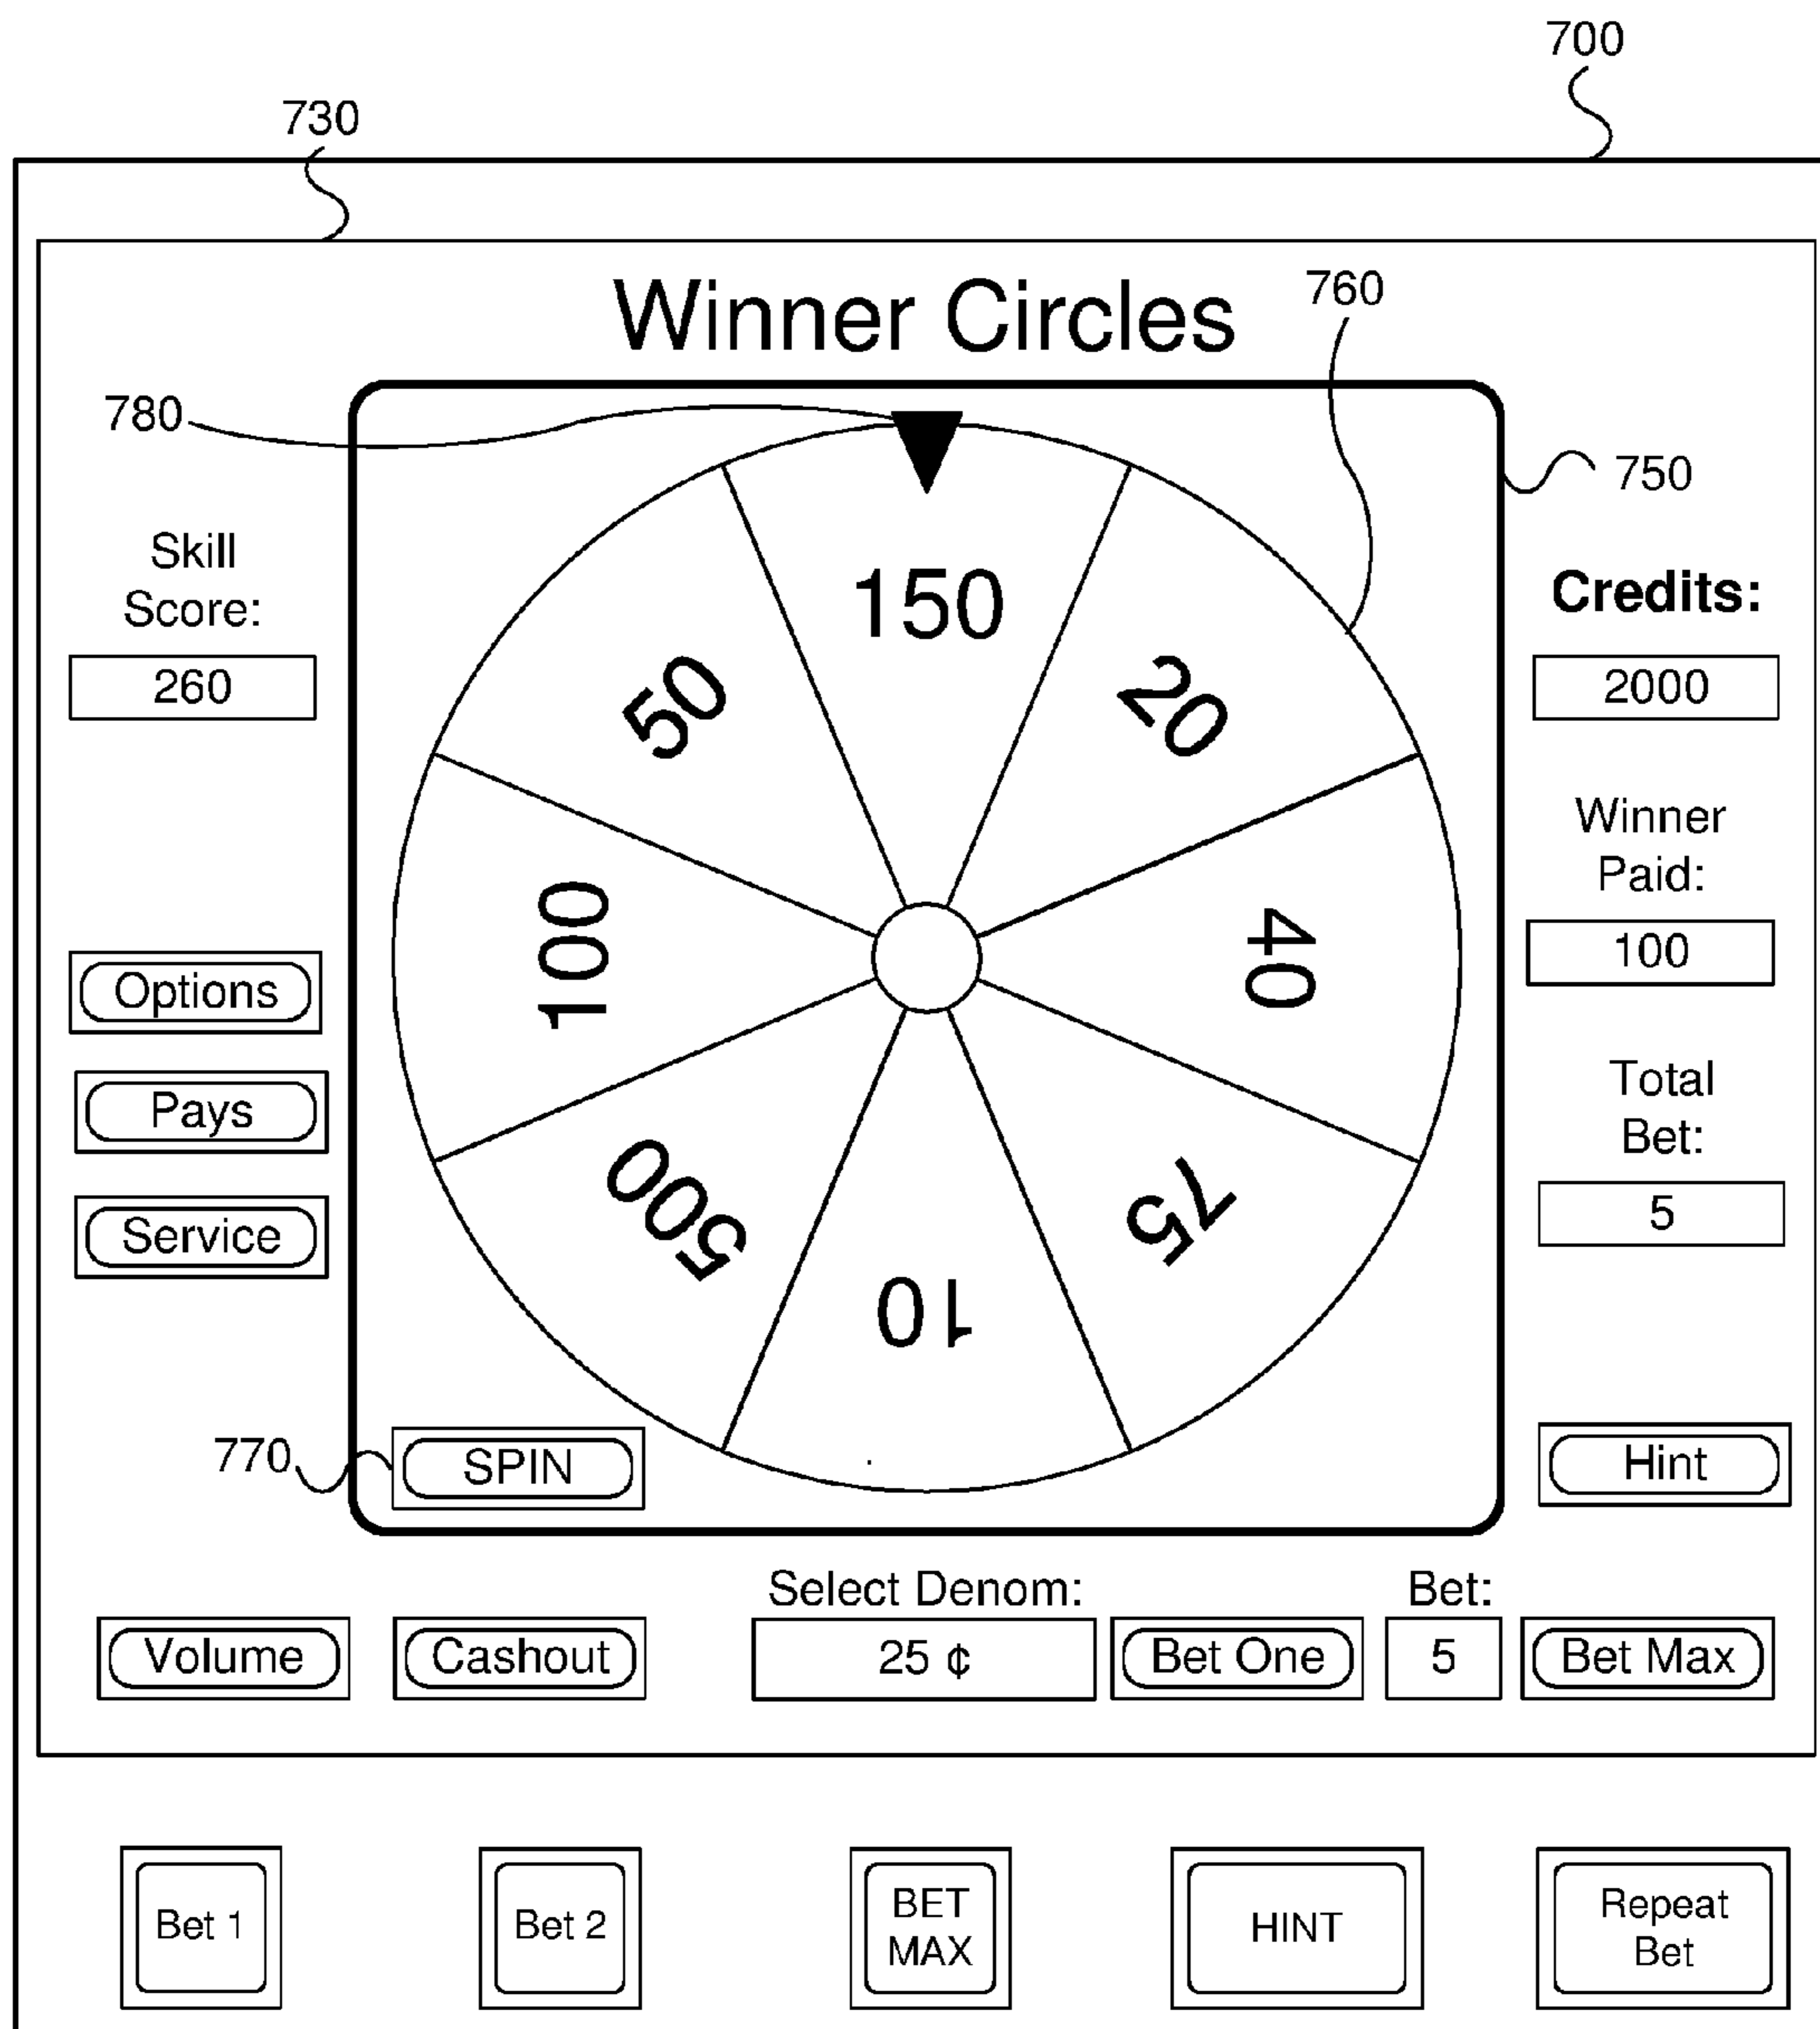 700
730
Winner Circles
760
780
750
Skill
Score:
260
150
50
20
Credits:
2000
Winner
Paid:
100
100
40
Options
Pays
Service
Total
Bet:
5
500
75
10
770
SPIN
Hint
Select Denom:
Bet:
Volume
Cashout
25 ¢
Bet One
5
Bet Max
Bet 1
Bet 2
BET
MAX
HINT
Repeat
Bet